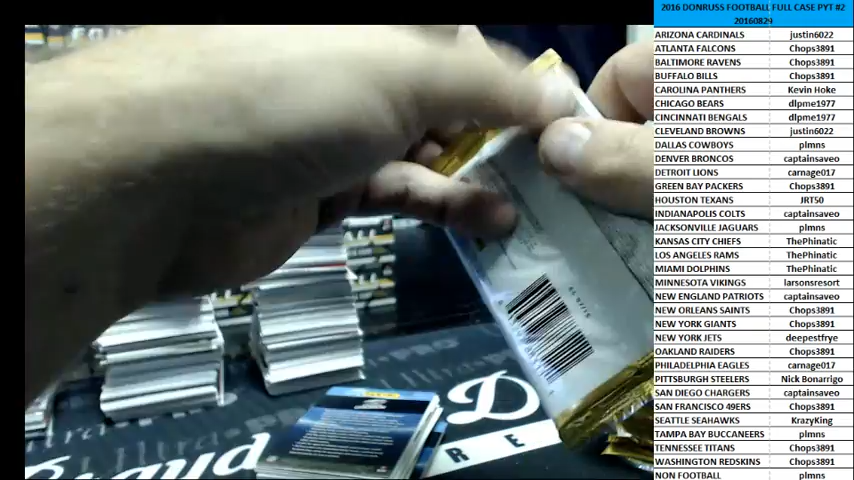 2016 DONRUSS FOOTBALL FULL CASE PYT #2
20160829
ARIZONA CARDINALS justin6022
ATLANTA FALCONS Chops3891
BALTIMORE RAVENS Chops3891
BUFFALO BILLS Chops3891
CAROLINA PANTHERS Kevin Hoke
CHICAGO BEARS dlpme1977
CINCINNATI BENGALS dlpme1977
CLEVELAND BROWNS justin6022
DALLAS COWBOYS plmns
DENVER BRONCOS captainsaveo
DETROIT LIONS carnage017
GREEN BAY PACKERS Chops3891
HOUSTON TEXANS JRT50
INDIANAPOLIS COLTS captainsaveo
JACKSONVILLE JAGUARS plmns
KANSAS CITY CHIEFS ThePhinatic
LOS ANGELES RAMS ThePhinatic
MIAMI DOLPHINS ThePhinatic
MINNESOTA VIKINGS larsonsresort
NEW ENGLAND PATRIOTS captainsaveo
NEW ORLEANS SAINTS Chops3891
NEW YORK GIANTS Chops3891
NEW YORK JETS deepestfrye
OAKLAND RAIDERS Chops3891
PHILADELPHIA EAGLES carnage017
PITTSBURGH STEELERS Nick Bonarrigo
SAN DIEGO CHARGERS captainsaveo
SAN FRANCISCO 49ERS Chops3891
SEATTLE SEAHAWKS KrazyKing
TAMPA BAY BUCCANEERS plmns
TENNESSEE TITANS Chops3891
WASHINGTON REDSKINS Chops3891
NON FOOTBALL plmns